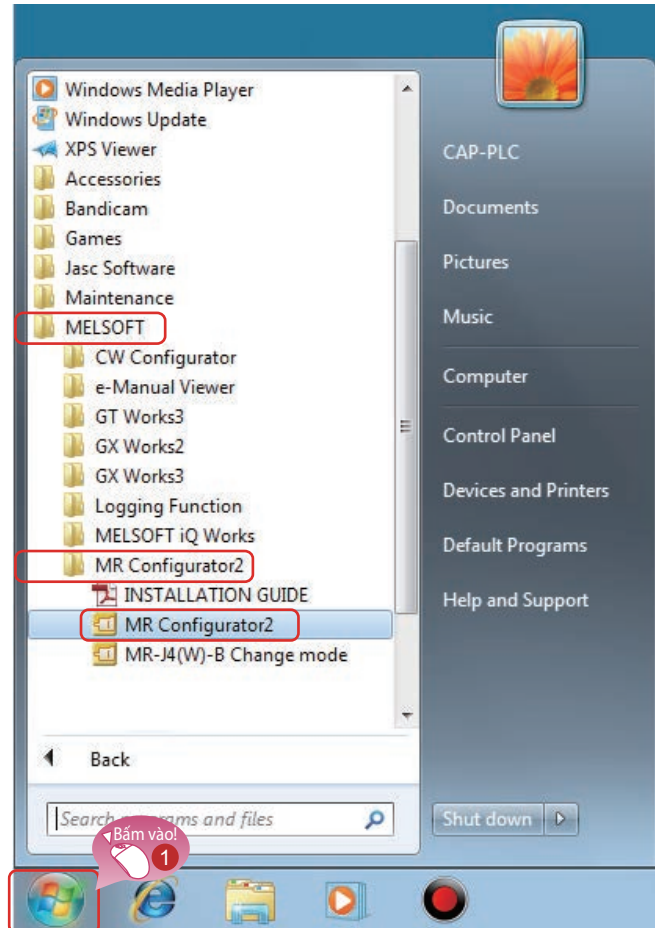 Windows Media Player
Windows Update
XPS Viewer
Accessories
Bandicam
Games
Jasc Software
Maintenance
MELSOFT
CW Configurator
e-Manual Viewer
GT Works3
GX Works2
GX Works3
Logging Function
MELSOFT iQ Works
MR Configurator2
INSTALLATION GUIDE
MR Configurator2
MR-J4(W)-B Change mode
Back
Search programs and files
Bấm vào!
1
CAP-PLC
Documents
Pictures
Music
Computer
Control Panel
Devices and Printers
Default Programs
Help and Support
Shut down